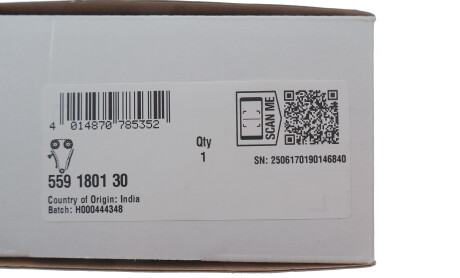 4 014870 785352
SCAN ME
Qty
1
SN: 2506170190146840
559 1801 30
Country of Origin: India
Batch: H000444348